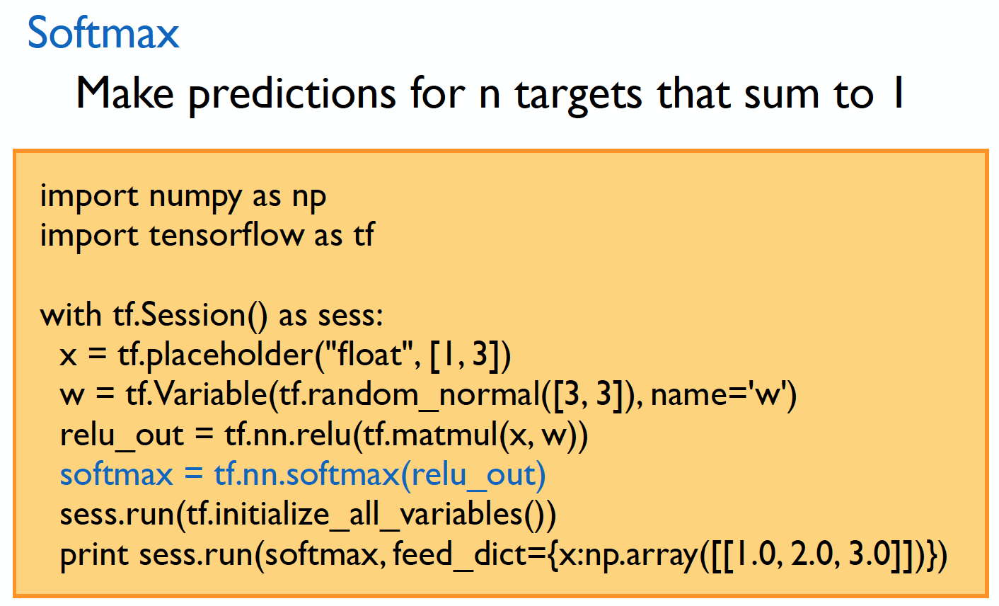 Softmax
Make predictions for n targets that sum to 1
import numpy as np
import tensorflow as tf
with tf.Session() as sess:
x = tf.placeholder("float", [1, 3])
w = tf.Variable(tf.random_normal([3, 3]), name='w')
relu_out = tf.nn.relu(tf.matmul(x, w))
softmax = tf.nn.softmax(relu_out)
sess.run(tf.initialize_all_variables())
print sess.run(softmax, feed_dict={x:np.array([[1.0, 2.0, 3.0]])})